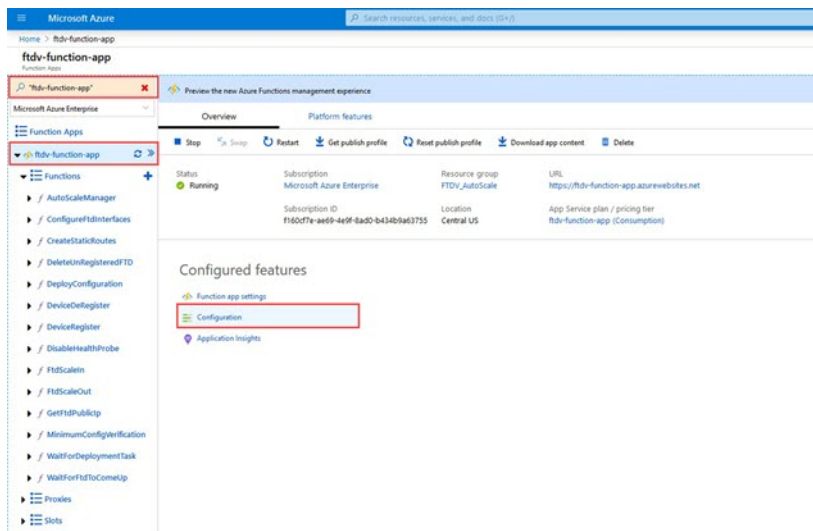 Microsoft Azure
Search resources, services, and docs (G+/)
Home > ftdv-function-app
ftdv-function-app
Function Apps
"ftdv-function-app"
Microsoft Azure Enterprise
Function Apps
ftdv-function-app
Functions
AutoScaleManager
ConfigureFtdInterfaces
CreateStaticRoutes
DeleteUnRegisteredFTD
DeployConfiguration
DeviceDeRegister
DeviceRegister
DisableHealthProbe
FtdScaleIn
FtdScaleOut
GetFtdPublicIp
MinimumConfigVerification
WaitForDeploymentTask
WaitForFtdToComeUp
Proxies
Slots
Preview the new Azure Functions management experience
Overview Platform features
Stop Swap Restart Get publish profile Reset publish profile Download app content Delete
Status Subscription Resource group URL
Running Microsoft Azure Enterprise FTDV_AutoScale https://ftdv-function-app.azurewebsites.net
Subscription ID Location App Service plan / pricing tier
f160cf7e-ae69-4e9f-8ad0-b434b9a63755 Central US ftdv-function-app (Consumption)
Configured features
Function app settings
Configuration
Application Insights